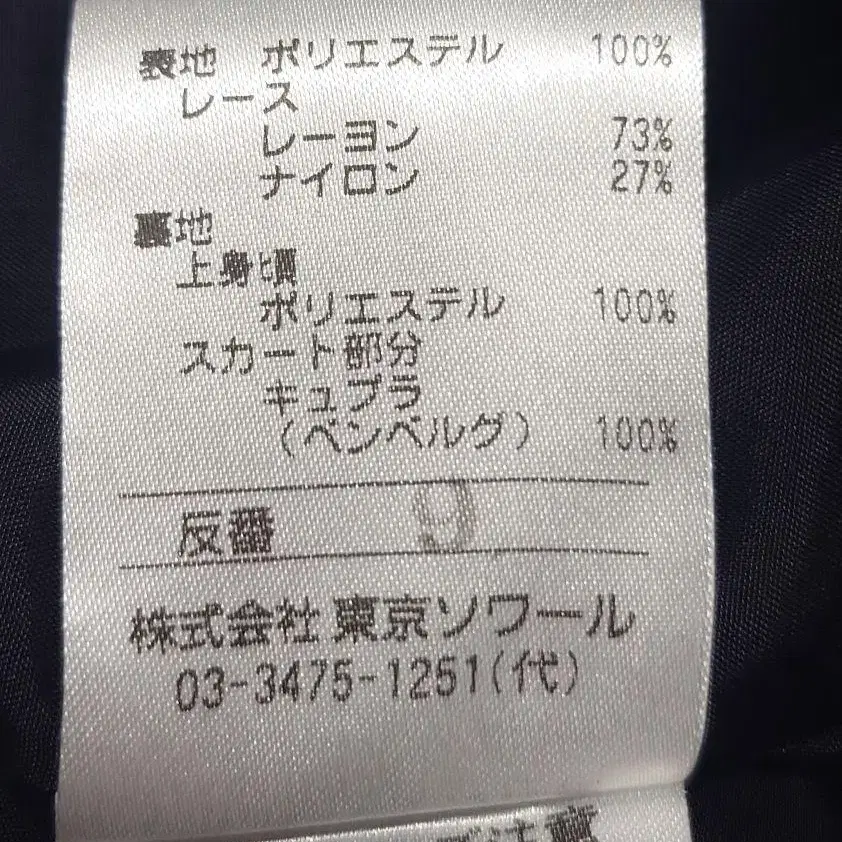 表地 ポリエステル 100%
レース
レーヨン 73%
ナイロン 27%
裏地
上身頃
ポリエステル 100%
スカート部分
キュプラ
(ベンベルグ) 100%
反番 9
株式会社 東京ソワール
03-3475-1251(代)
注意